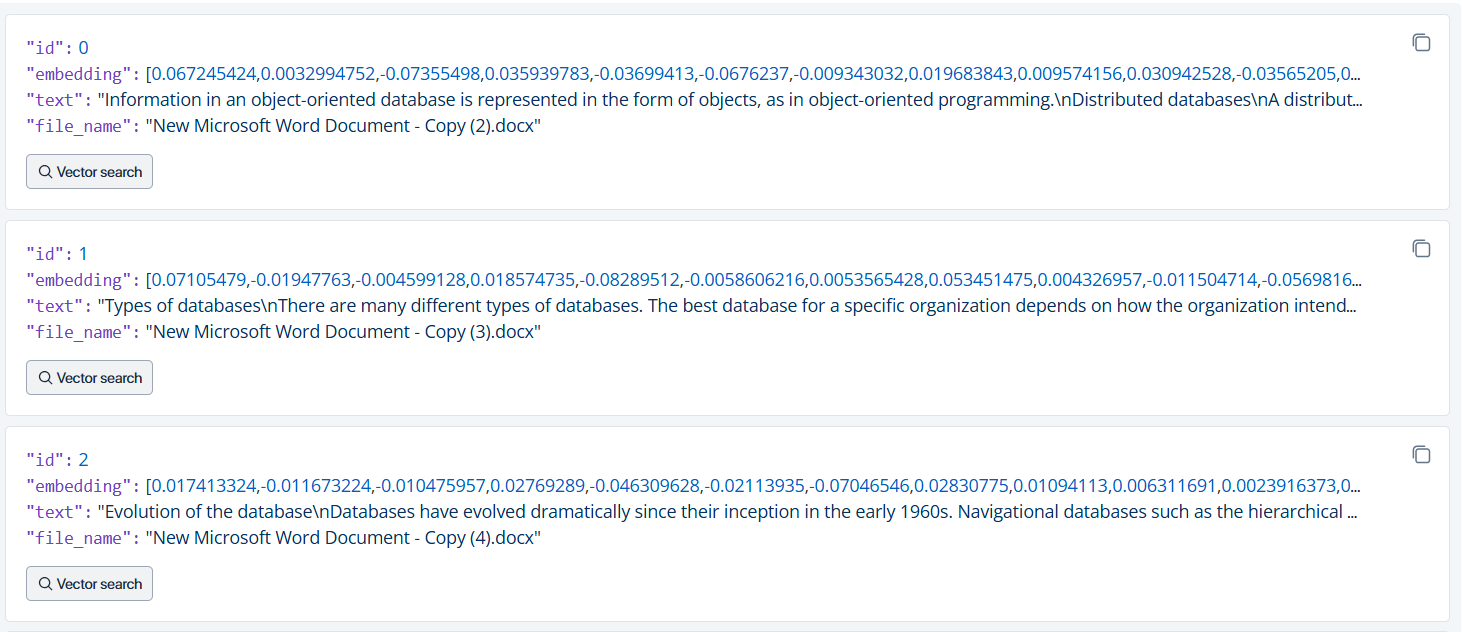 "id": 0
"embedding": [0.067245424,0.0032994752,-0.07355498,0.035939783,-0.03699413,-0.0676237,-0.009343032,0.019683843,0.009574156,0.030942528,-0.03565205,0...
"text": "Information in an object-oriented database is represented in the form of objects, as in object-oriented programming.\nDistributed databases\nA distribut...
"file_name": "New Microsoft Word Document - Copy (2).docx"
Vector search
"id": 1
"embedding": [0.07105479,-0.01947763,-0.004599128,0.018574735,-0.08289512,-0.0058606216,0.0053565428,0.053451475,0.004326957,-0.011504714,-0.0569816...
"text": "Types of databases\nThere are many different types of databases. The best database for a specific organization depends on how the organization intend...
"file_name": "New Microsoft Word Document - Copy (3).docx"
Vector search
"id": 2
"embedding": [0.017413324,-0.011673224,-0.010475957,0.02769289,-0.046309628,-0.02113935,-0.07046546,0.02830775,0.01094113,0.006311691,0.0023916373,0...
"text": "Evolution of the database\nDatabases have evolved dramatically since their inception in the early 1960s. Navigational databases such as the hierarchical ...
"file_name": "New Microsoft Word Document - Copy (4).docx"
Vector search